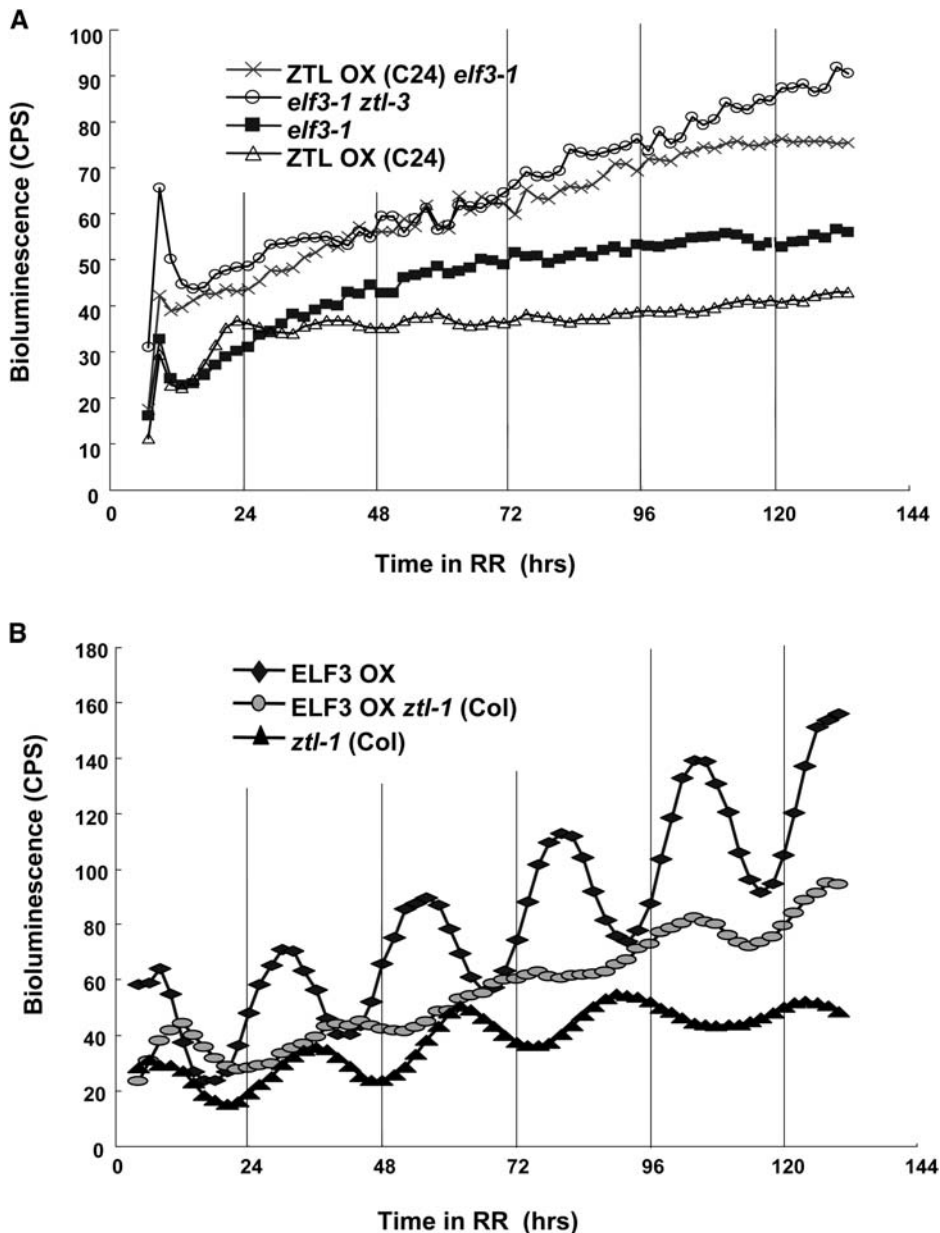 A
100
90
80
70
60
50
40
30
20
10
0
Bioluminescence (CPS)
ZTL OX (C24) elf3-1
elf3-1 ztl-3
elf3-1
ZTL OX (C24)
0 24 48 72 96 120 144
Time in RR (hrs)
B
180
160
140
120
100
80
60
40
20
0
Bioluminescence (CPS)
ELF3 OX
ELF3 OX ztl-1 (Col)
ztl-1 (Col)
0 24 48 72 96 120 144
Time in RR (hrs)